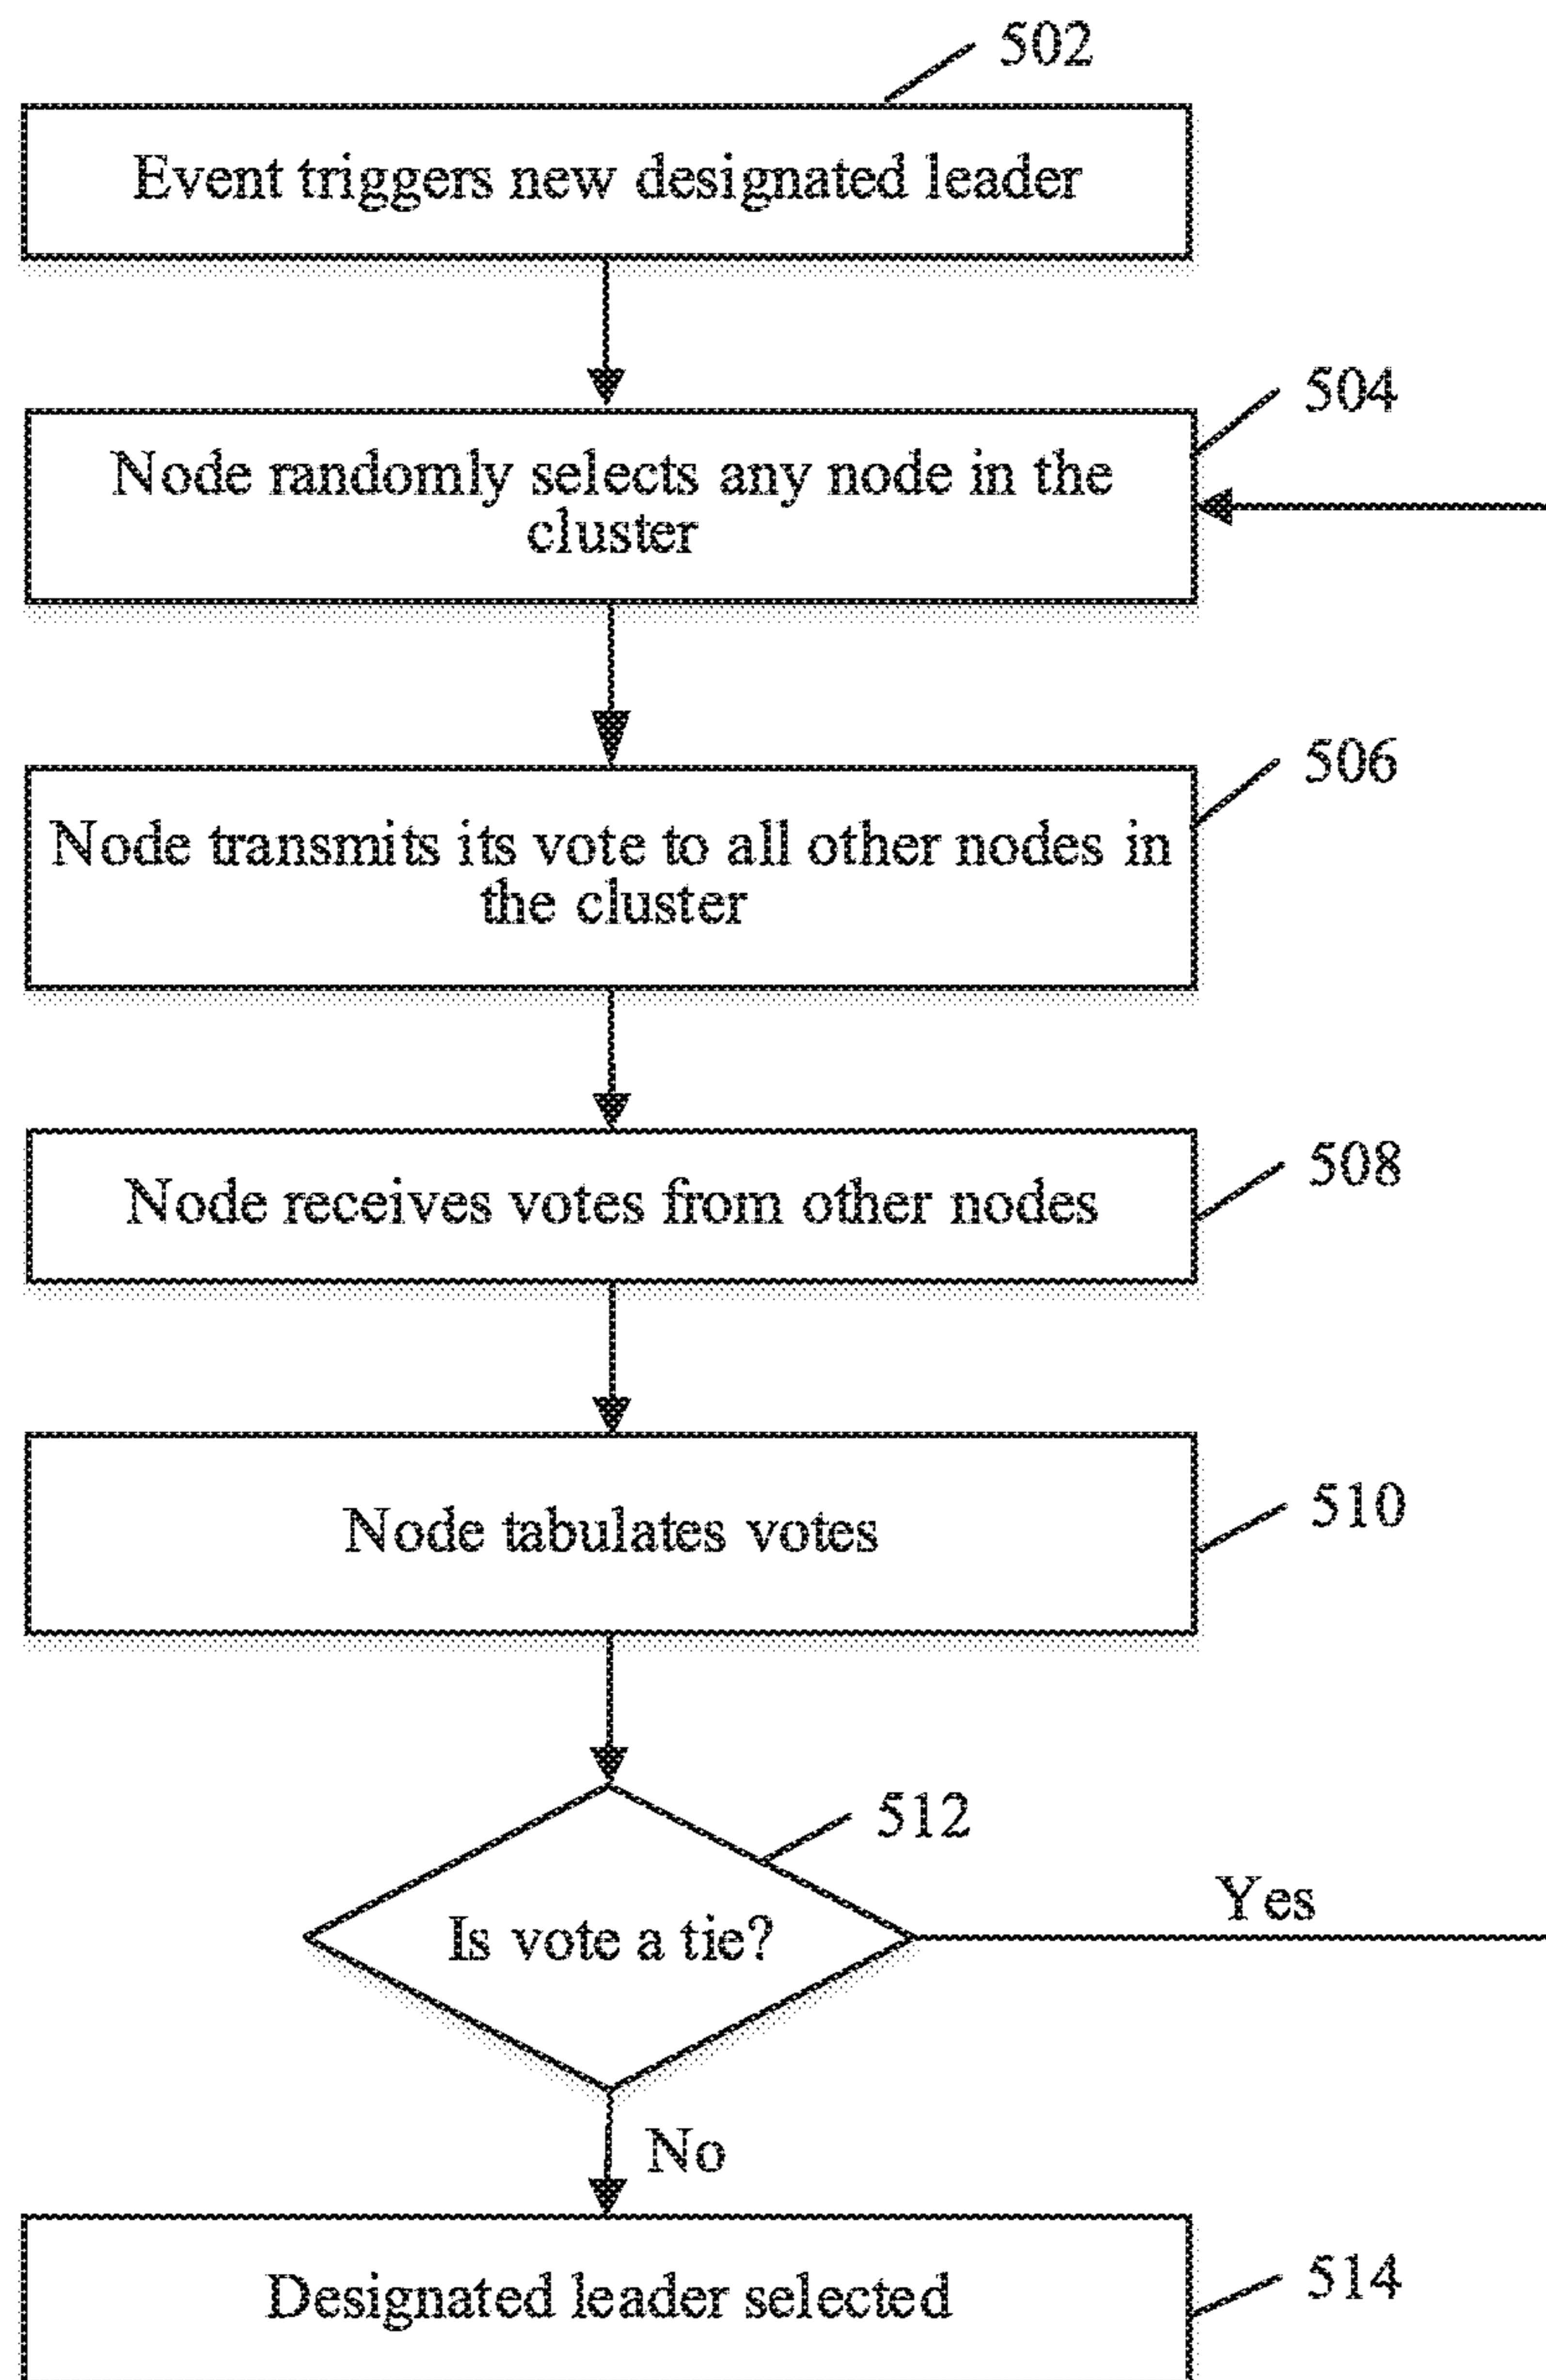 502
Event triggers new designated leader
504
Node randomly selects any node in the
cluster
506
Node transmits its vote to all other nodes in
the cluster
508
Node receives votes from other nodes
510
Node tabulates votes
512
Is vote a tie?
Yes
No
514
Designated leader selected